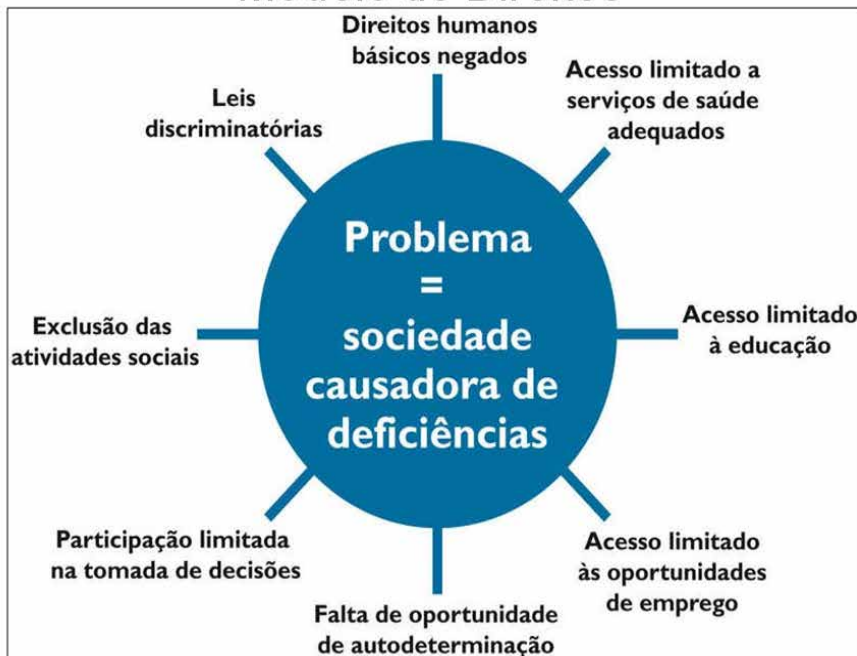 Direitos humanos
básicos negados
Acesso limitado a
serviços de saúde
adequados
Leis
discriminatórias
Problema
=
sociedade
causadora de
deficiências
Exclusão das
atividades sociais
Acesso limitado
à educação
Participação limitada
na tomada de decisões
Acesso limitado
às oportunidades
de emprego
Falta de oportunidade
de autodeterminação